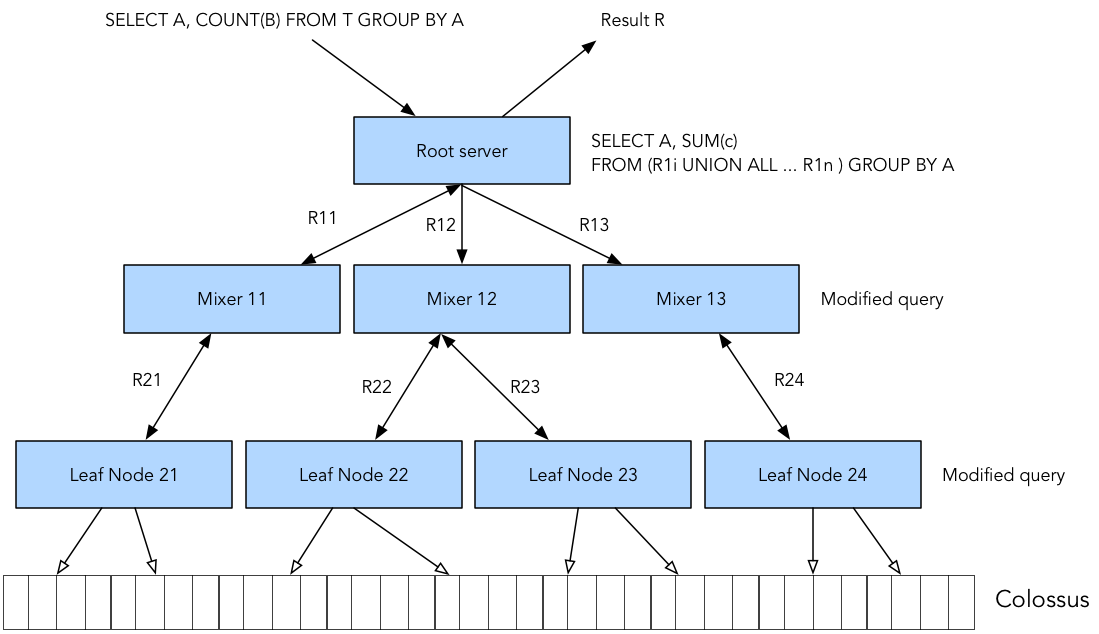 SELECT A, COUNT(B) FROM T GROUP BY A
Result R
Root server
SELECT A, SUM(c)
FROM (R1i UNION ALL ... R1n ) GROUP BY A
R11
R12
R13
Mixer 11
Mixer 12
Mixer 13
Modified query
R21
R22
R23
R24
Leaf Node 21
Leaf Node 22
Leaf Node 23
Leaf Node 24
Modified query
Colossus